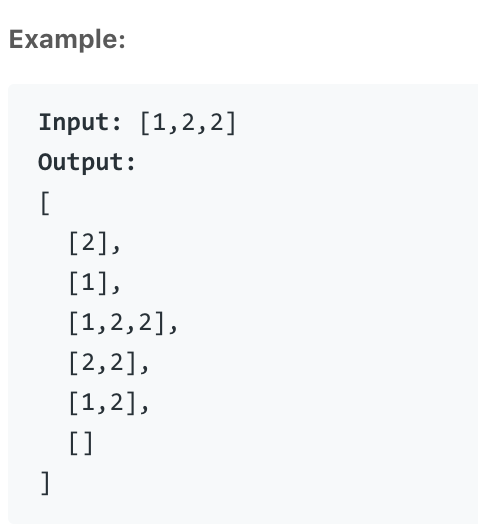 Example:
Input: [1,2,2]
Output:
[
  [2],
  [1],
  [1,2,2],
  [2,2],
  [1,2],
  []
]